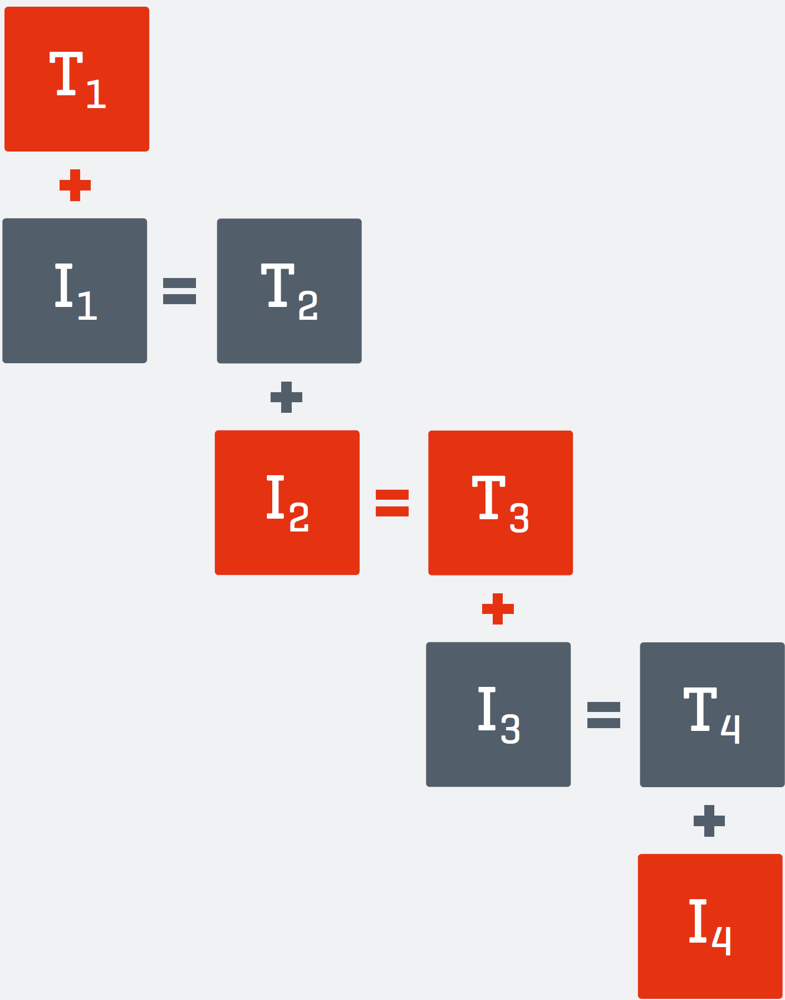 T₁
+
I₁ = T₂
+
I₂ = T₃
+
I₃ = T₄
+
I₄